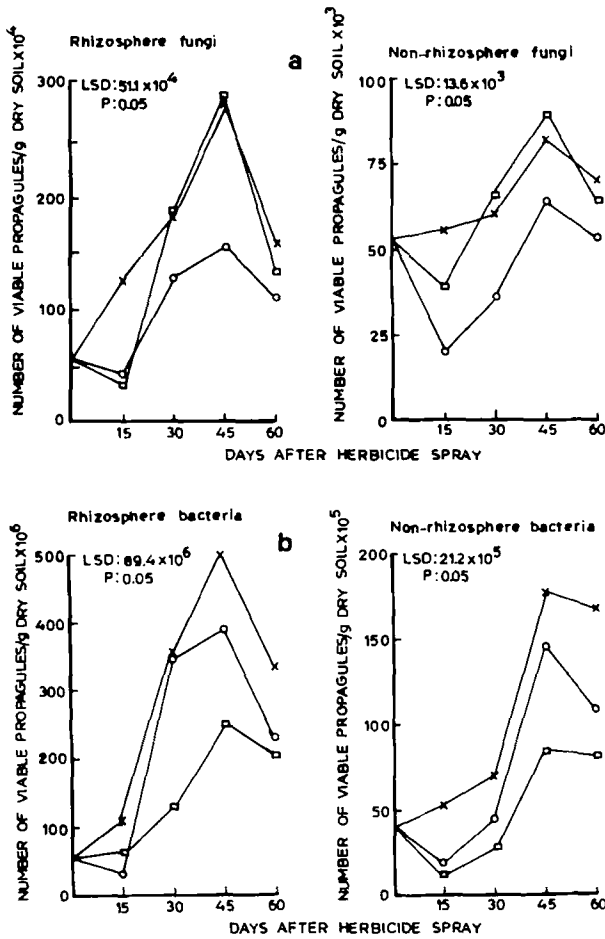 Rhizosphere fungi
a
Non-rhizosphere fungi
NUMBER OF VIABLE PROPAGULES/g DRY SOIL×10⁴
LSD:51.1×10⁴
P:0.05
300
200
100
0
15 30 45 60
NUMBER OF VIABLE PROPAGULES/g DRY SOIL×10³
LSD:13.6×10³
P:0.05
100
75
50
25
0
15 30 45 60
DAYS AFTER HERBICIDE SPRAY
Rhizosphere bacteria
b
Non-rhizosphere bacteria
NUMBER OF VIABLE PROPAGULES/g DRY SOIL×10⁶
LSD:69.4×10⁶
P:0.05
500
400
300
200
100
0
15 30 45 60
NUMBER OF VIABLE PROPAGULES/g DRY SOIL×10⁵
LSD:21.2×10⁵
P:0.05
200
150
100
50
0
15 30 45 60
DAYS AFTER HERBICIDE SPRAY